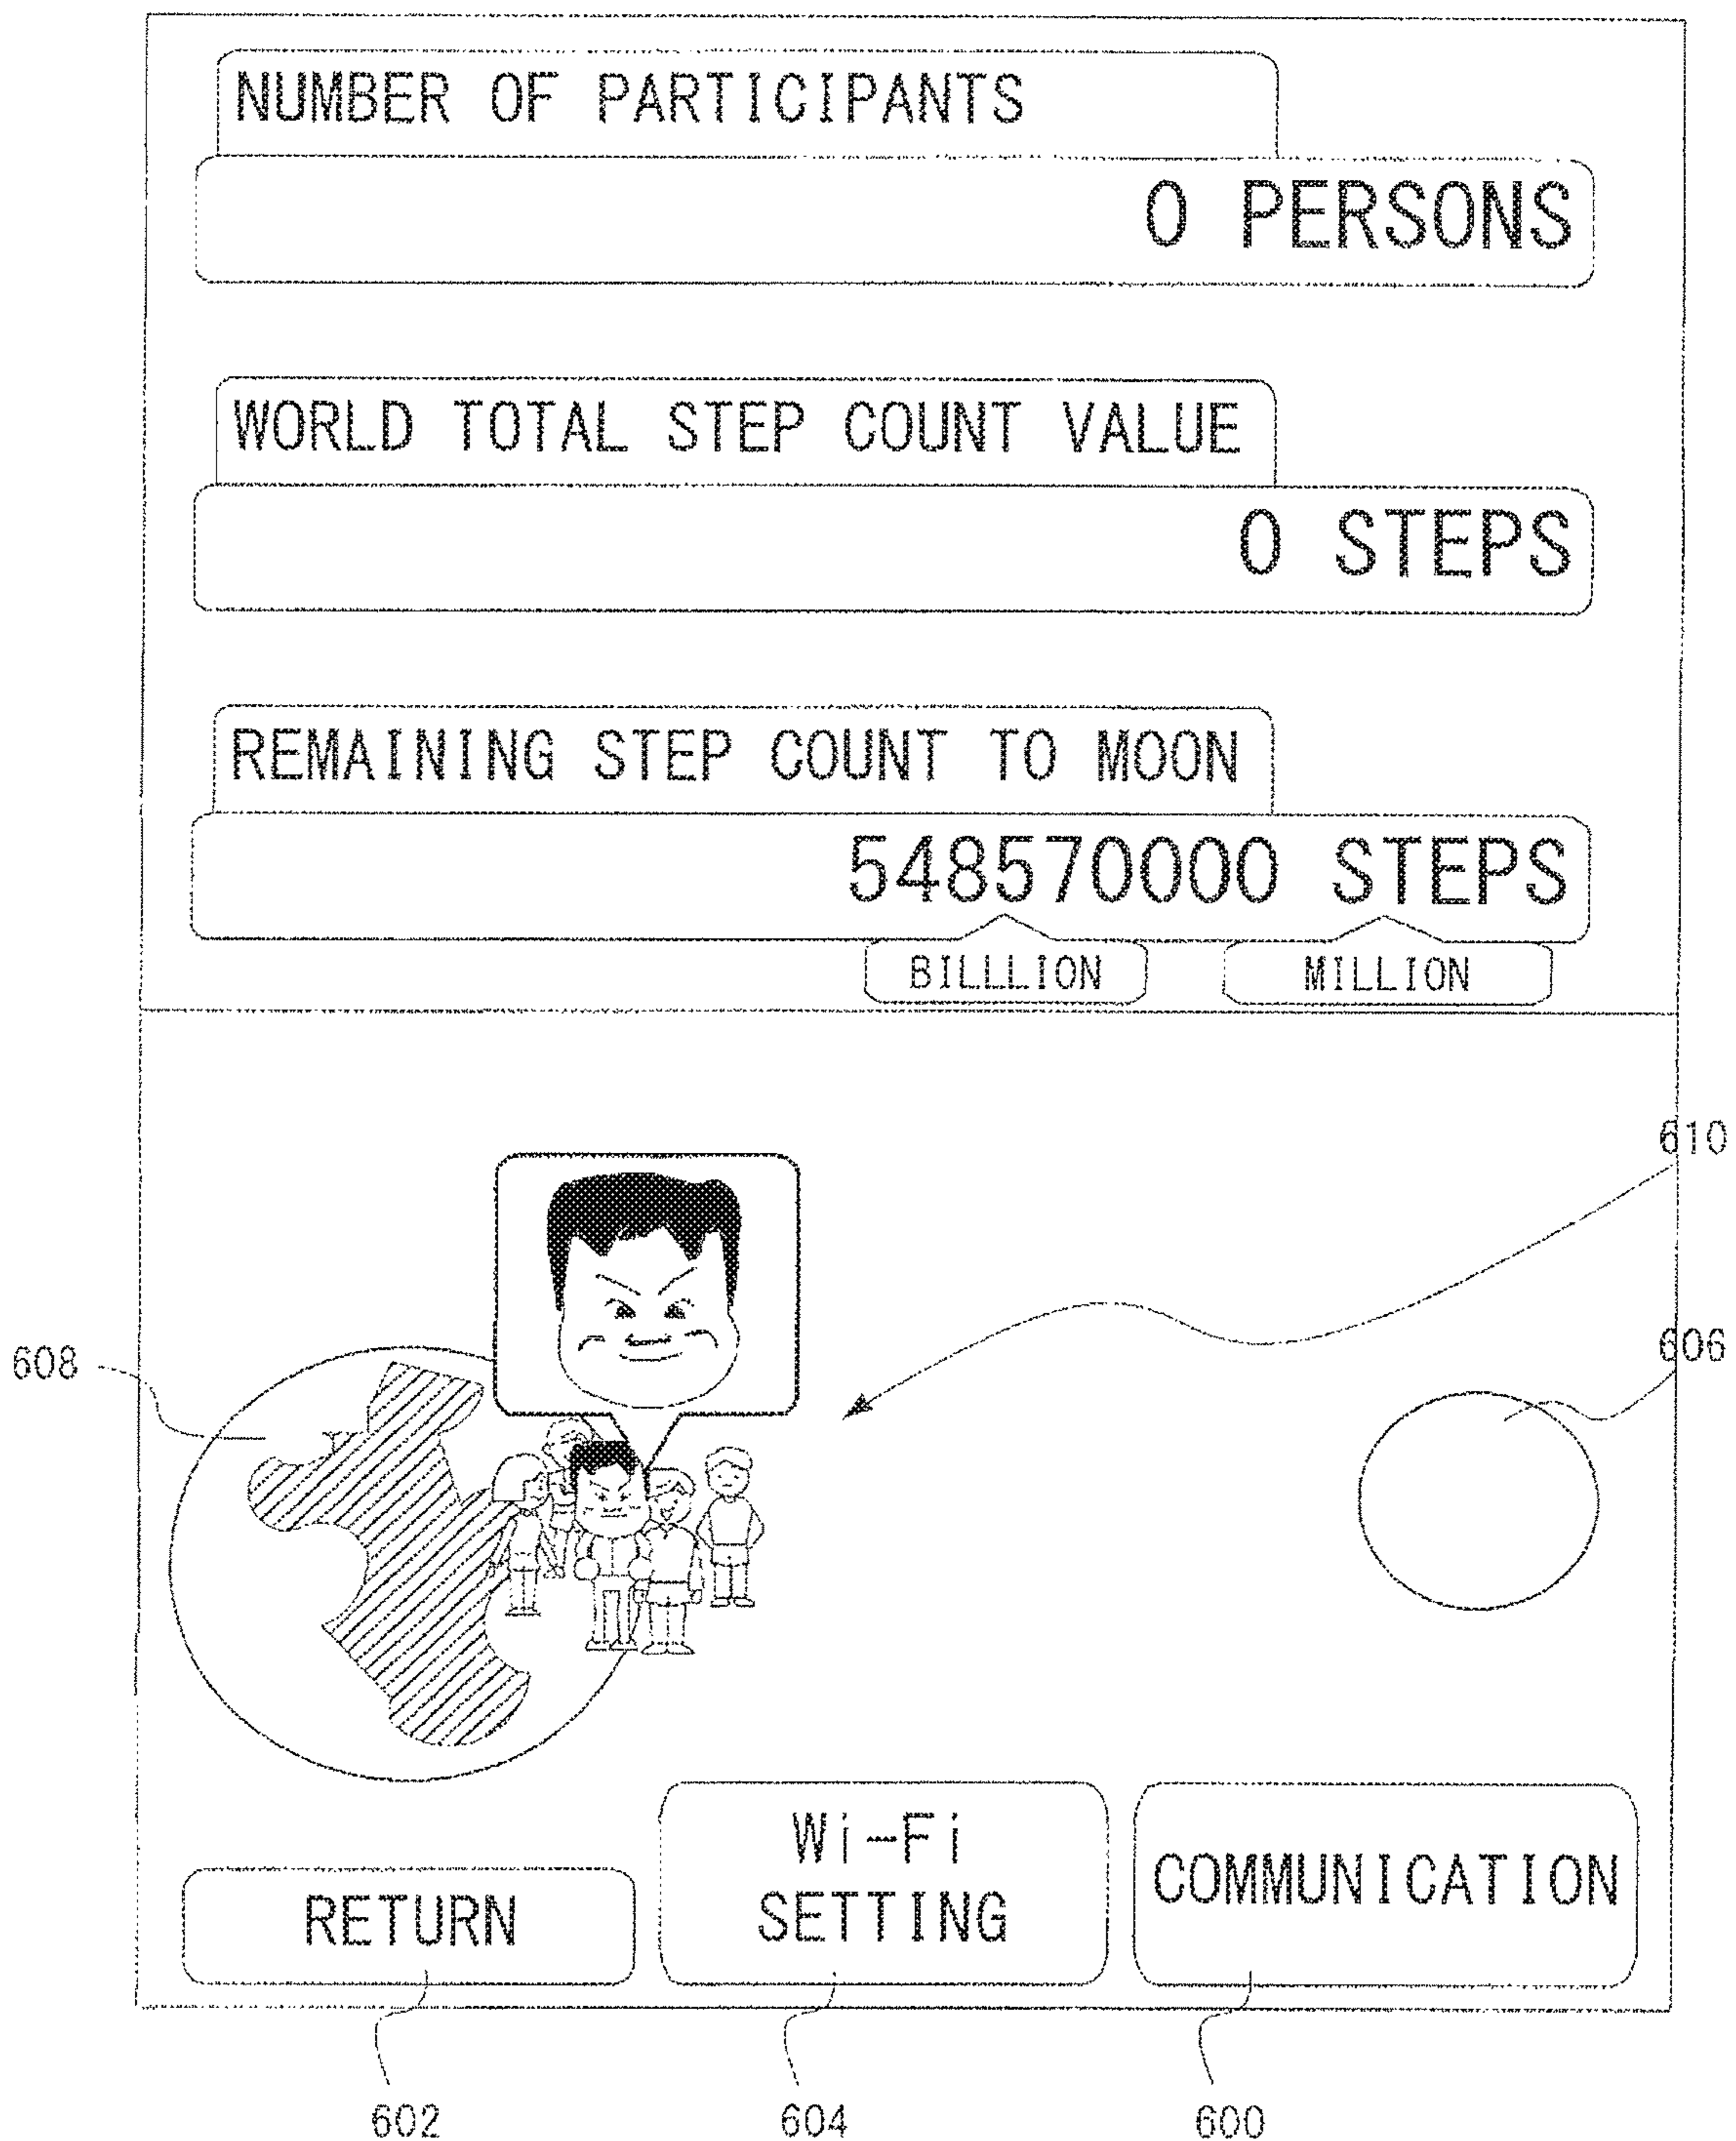 NUMBER OF PARTICIPANTS
0 PERSONS
WORLD TOTAL STEP COUNT VALUE
0 STEPS
REMAINING STEP COUNT TO MOON
548570000 STEPS
BILLLION MILLION
610
606
608
Wi-Fi
SETTING
COMMUNICATION
RETURN
602 604 600